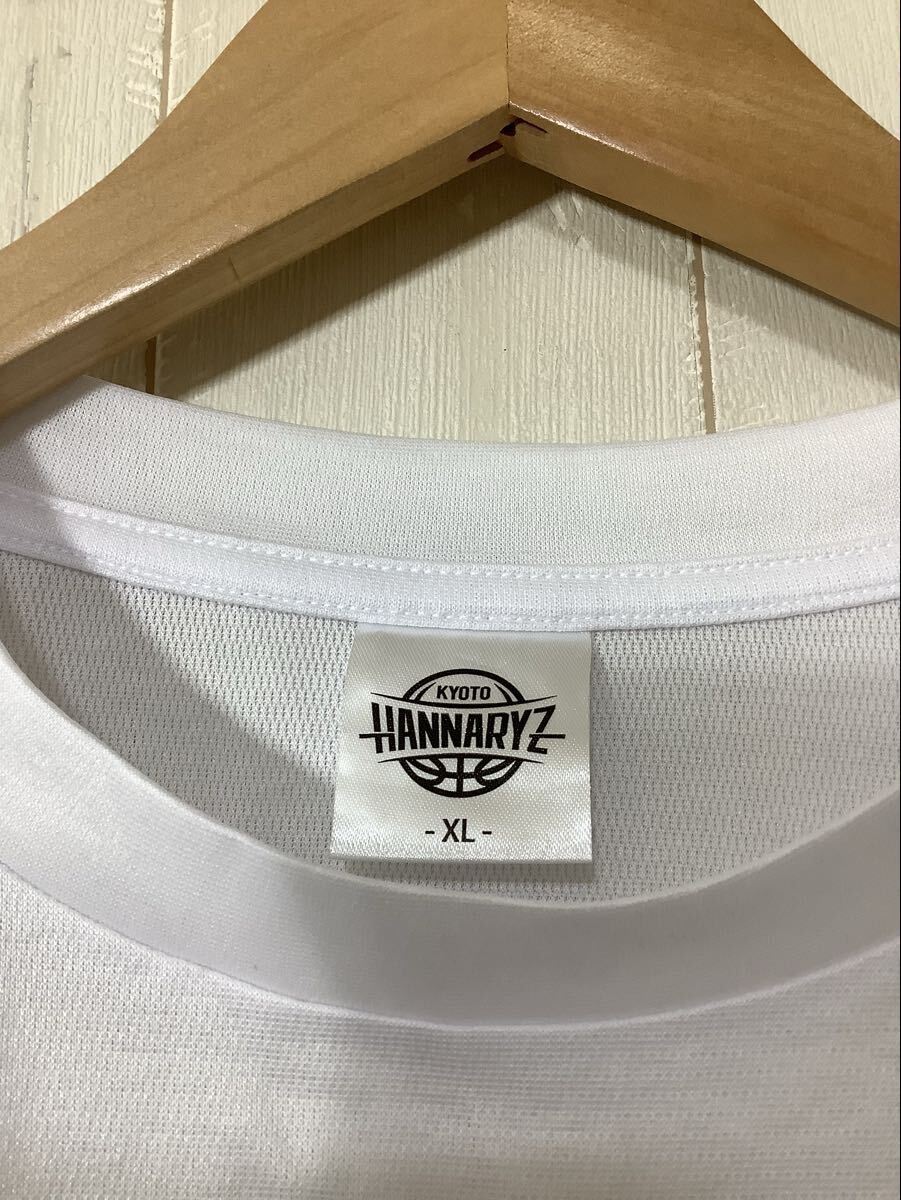 KYOTO
HANNARYZ
- XL -